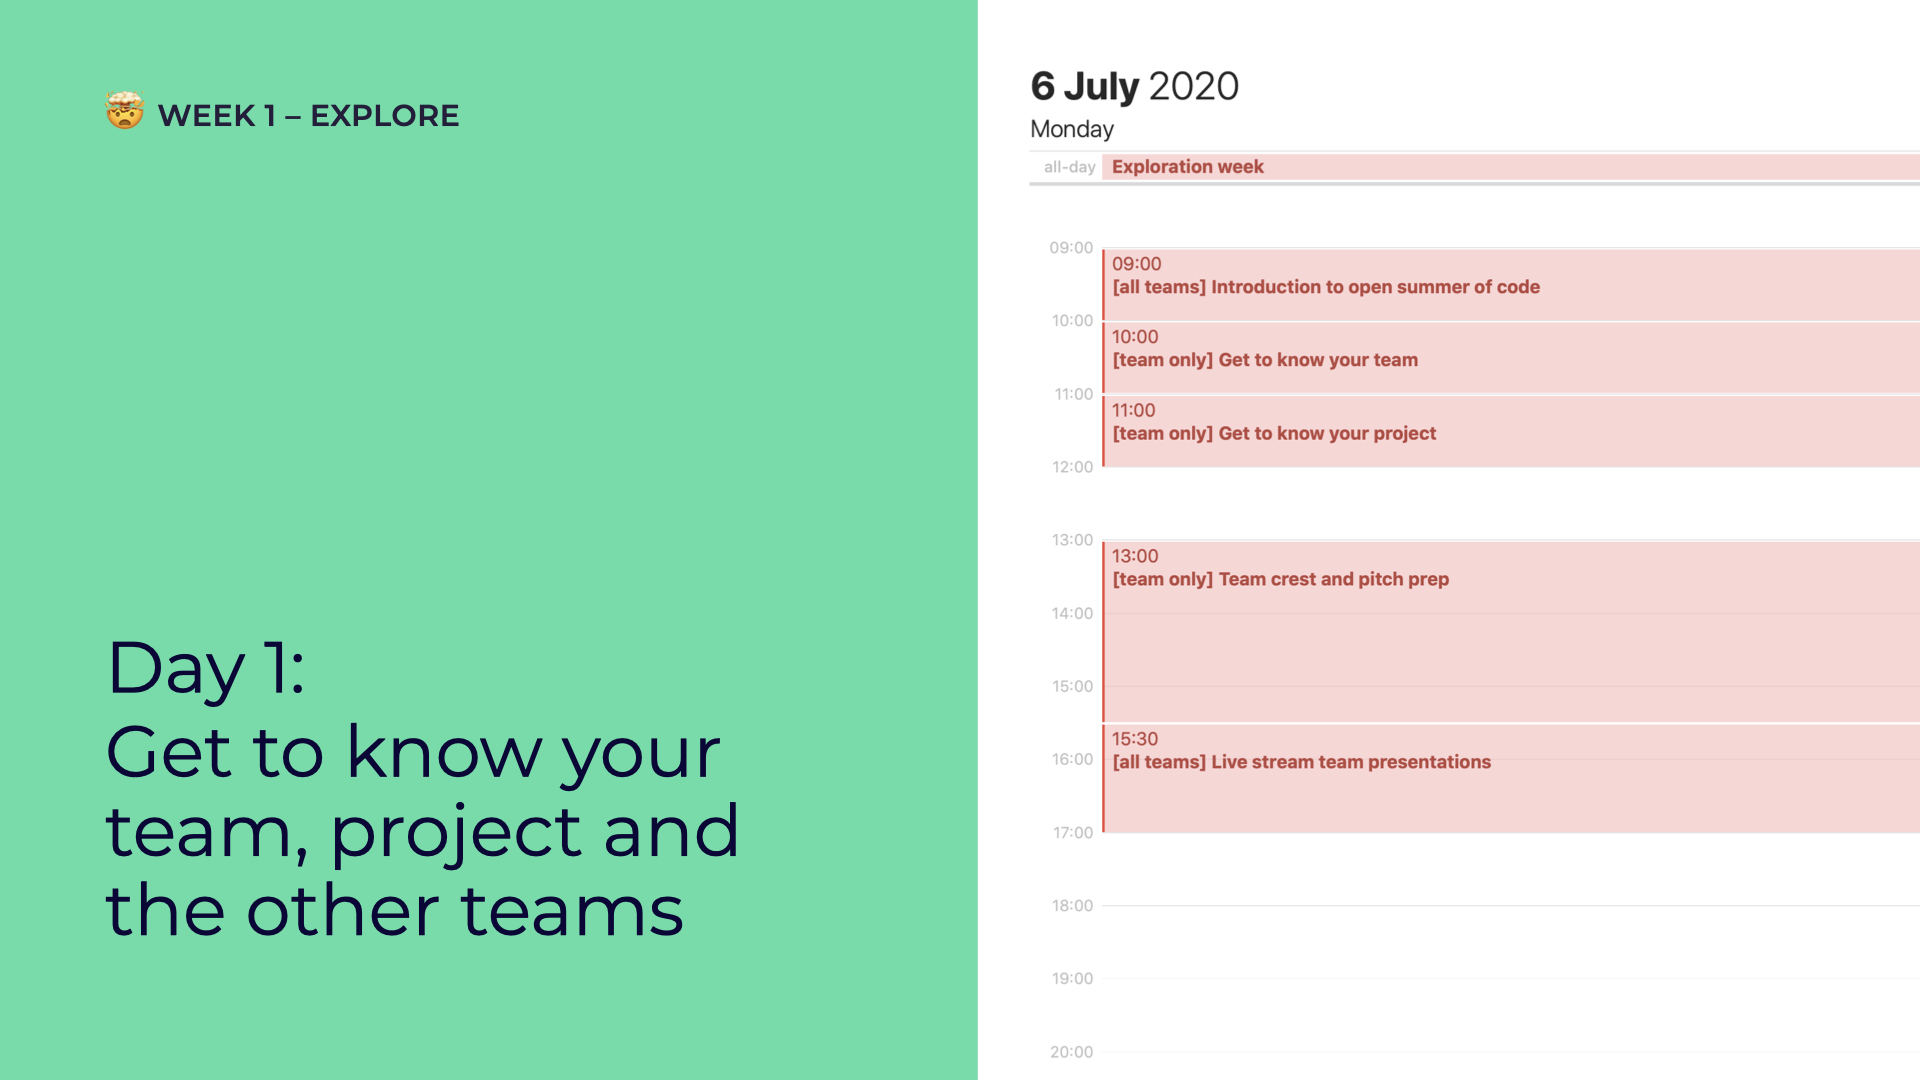 🤯 WEEK 1 – EXPLORE
Day 1:
Get to know your
team, project and
the other teams
6 July 2020
Monday
all-day Exploration week
09:00
09:00
[all teams] Introduction to open summer of code
10:00
10:00
[team only] Get to know your team
11:00
11:00
[team only] Get to know your project
12:00
13:00
13:00
[team only] Team crest and pitch prep
14:00
15:00
15:30
[all teams] Live stream team presentations
16:00
17:00
18:00
19:00
20:00